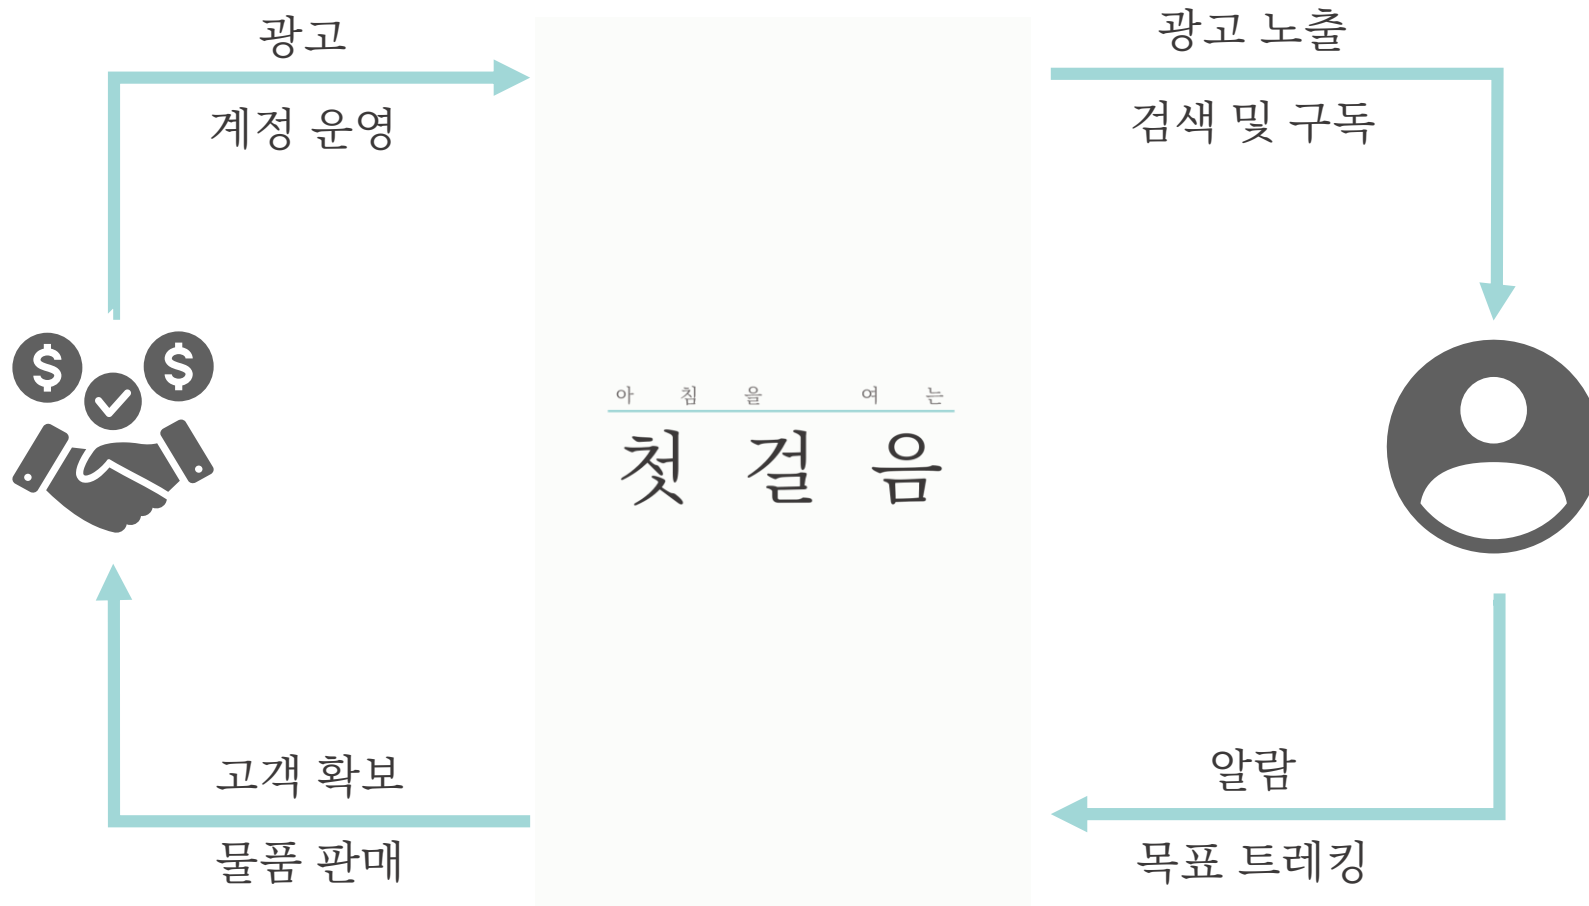 광고
계정 운영
광고 노출
검색 및 구독
$ $
아침을 여는
첫걸음
고객 확보
물품 판매
알람
목표 트레킹